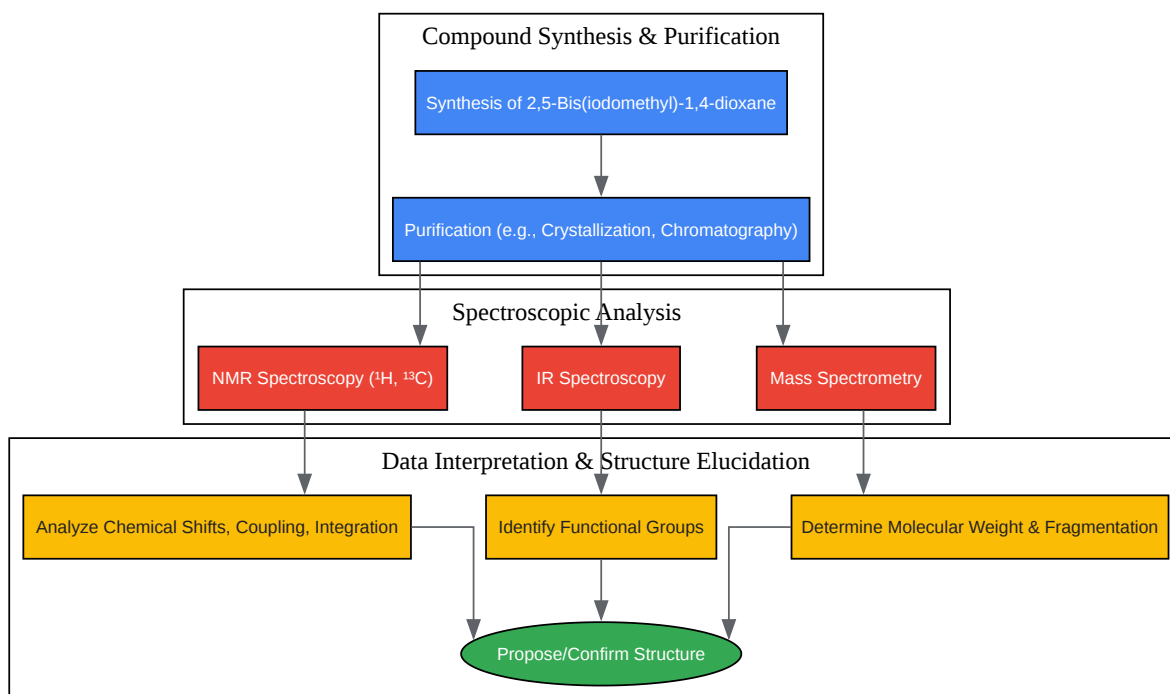 Compound Synthesis & Purification
Synthesis of 2,5-Bis(iodomethyl)-1,4-dioxane
Purification (e.g., Crystallization, Chromatography)
Spectroscopic Analysis
NMR Spectroscopy (¹H, ¹³C)
IR Spectroscopy
Mass Spectrometry
Data Interpretation & Structure Elucidation
Analyze Chemical Shifts, Coupling, Integration
Identify Functional Groups
Determine Molecular Weight & Fragmentation
Propose/Confirm Structure